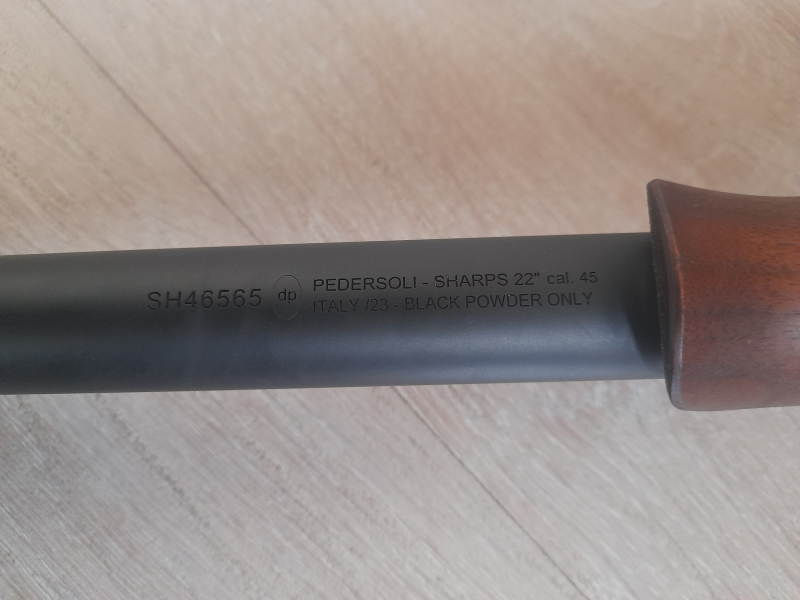 SH46565 dp PEDERSOLI - SHARPS 22" cal. 45
ITALY /23 - BLACK POWDER ONLY